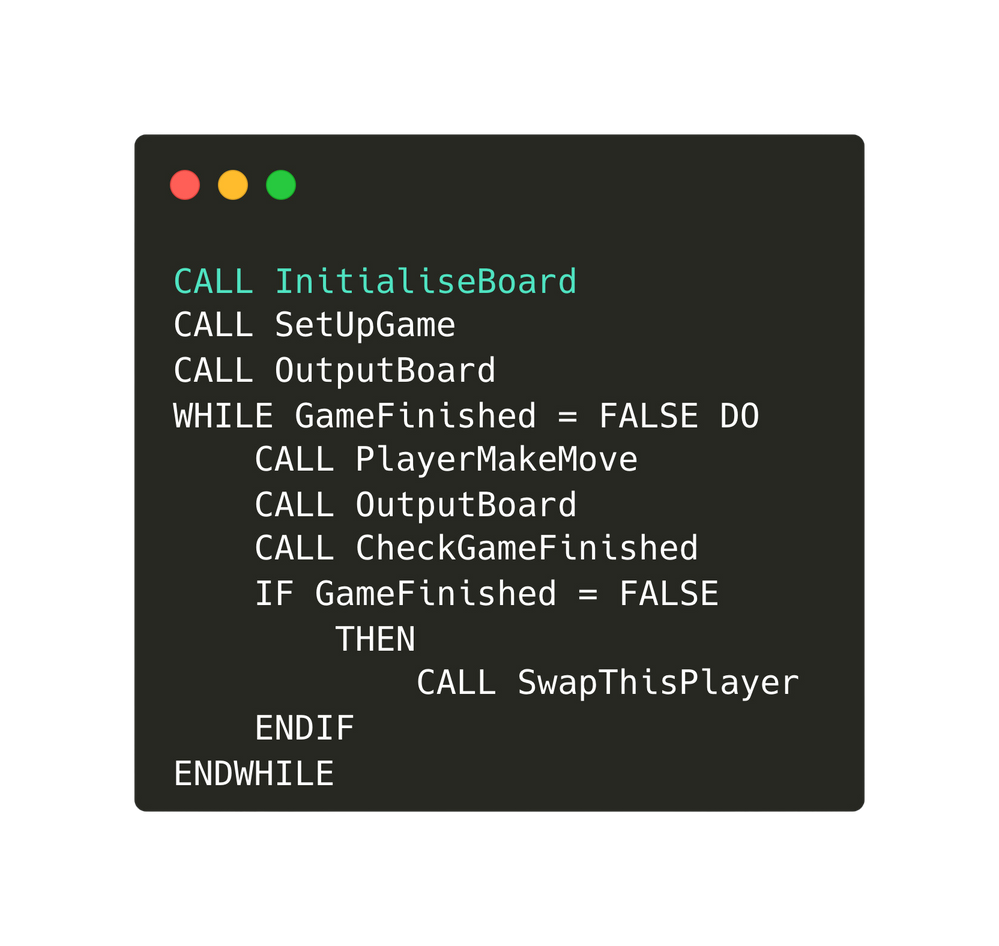 CALL InitialiseBoard
CALL SetUpGame
CALL OutputBoard
WHILE GameFinished = FALSE DO
    CALL PlayerMakeMove
    CALL OutputBoard
    CALL CheckGameFinished
    IF GameFinished = FALSE
        THEN
            CALL SwapThisPlayer
    ENDIF
ENDWHILE